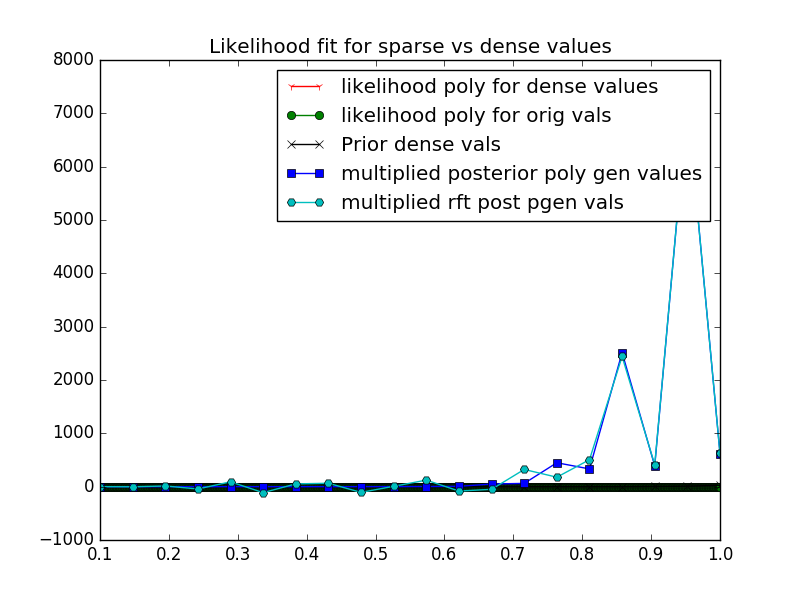 Likelihood fit for sparse vs dense values
8000
7000
6000
5000
4000
3000
2000
1000
0
−1000
likelihood poly for dense values
likelihood poly for orig vals
Prior dense vals
multiplied posterior poly gen values
multiplied rft post pgen vals
0.1 0.2 0.3 0.4 0.5 0.6 0.7 0.8 0.9 1.0